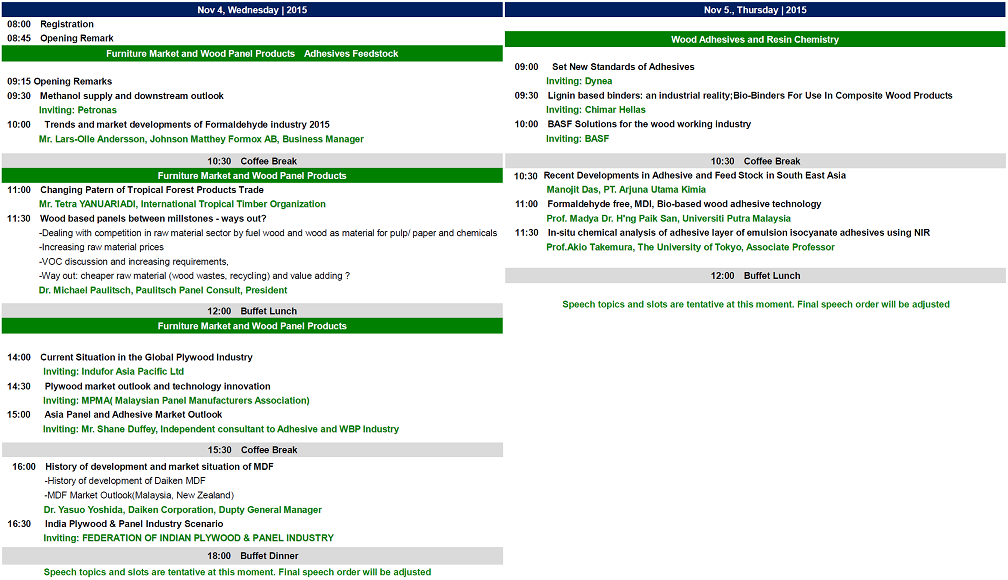 Nov 4, Wednesday | 2015
08:00 Registration
08:45 Opening Remark
Furniture Market and Wood Panel Products Adhesives Feedstock
09:15 Opening Remarks
09:30 Methanol supply and downstream outlook
Inviting: Petronas
10:00 Trends and market developments of Formaldehyde industry 2015
Mr. Lars-Olle Andersson, Johnson Matthey Formox AB, Business Manager
10:30 Coffee Break
Furniture Market and Wood Panel Products
11:00 Changing Patern of Tropical Forest Products Trade
Mr. Tetra YANUARIADI, International Tropical Timber Organization
11:30 Wood based panels between millstones - ways out?
-Dealing with competition in raw material sector by fuel wood and wood as material for pulp/ paper and chemicals
-Increasing raw material prices
-VOC discussion and increasing requirements,
-Way out: cheaper raw material (wood wastes, recycling) and value adding ?
Dr. Michael Paulitsch, Paulitsch Panel Consult, President
12:00 Buffet Lunch
Furniture Market and Wood Panel Products
14:00 Current Situation in the Global Plywood Industry
Inviting: Indufor Asia Pacific Ltd
14:30 Plywood market outlook and technology innovation
Inviting: MPMA( Malaysian Panel Manufacturers Association)
15:00 Asia Panel and Adhesive Market Outlook
Inviting: Mr. Shane Duffey, Independent consultant to Adhesive and WBP Industry
15:30 Coffee Break
16:00 History of development and market situation of MDF
-History of development of Daiken MDF
-MDF Market Outlook(Malaysia, New Zealand)
Dr. Yasuo Yoshida, Daiken Corporation, Dupty General Manager
16:30 India Plywood & Panel Industry Scenario
Inviting: FEDERATION OF INDIAN PLYWOOD & PANEL INDUSTRY
18:00 Buffet Dinner
Speech topics and slots are tentative at this moment. Final speech order will be adjusted
Nov 5., Thursday | 2015
Wood Adhesives and Resin Chemistry
09:00 Set New Standards of Adhesives
Inviting: Dynea
09:30 Lignin based binders: an industrial reality;Bio-Binders For Use In Composite Wood Products
Inviting: Chimar Hellas
10:00 BASF Solutions for the wood working industry
Inviting: BASF
10:30 Coffee Break
10:30 Recent Developments in Adhesive and Feed Stock in South East Asia
Manojit Das, PT. Arjuna Utama Kimia
11:00 Formaldehyde free, MDI, Bio-based wood adhesive technology
Prof. Madya Dr. H'ng Paik San, Universiti Putra Malaysia
11:30 In-situ chemical analysis of adhesive layer of emulsion isocyanate adhesives using NIR
Prof.Akio Takemura, The University of Tokyo, Associate Professor
12:00 Buffet Lunch
Speech topics and slots are tentative at this moment. Final speech order will be adjusted